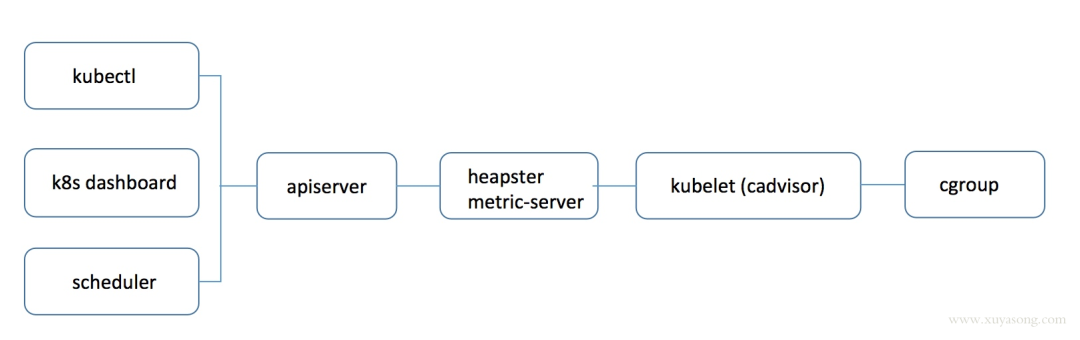 kubectl
k8s dashboard
scheduler
apiserver
heapster
metric-server
kubelet (cadvisor)
cgroup
www.xuyasong.com